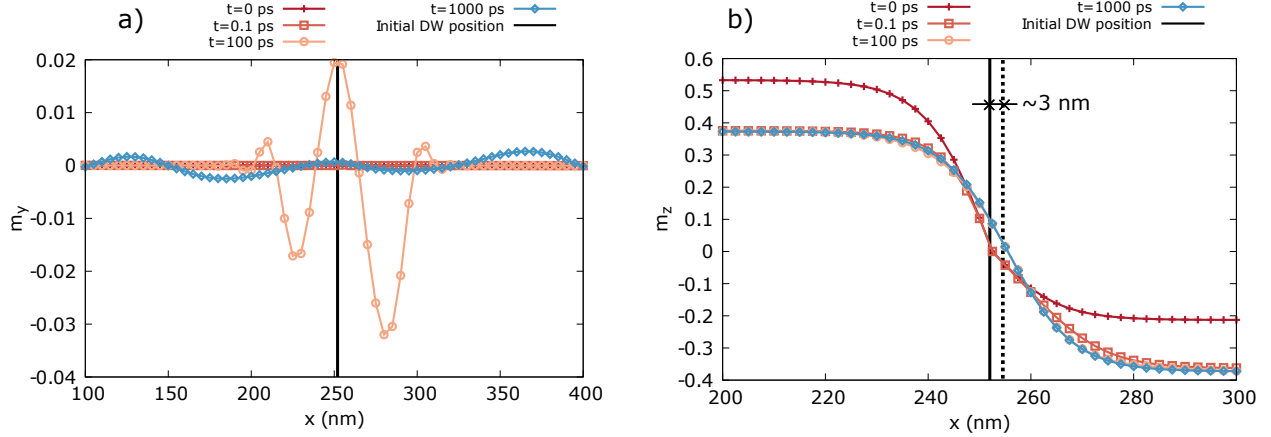 a)
t=0 ps
t=0.1 ps
t=100 ps
t=1000 ps
Initial DW position
0.02
0.01
0
-0.01
-0.02
-0.03
-0.04
m_y
100
150
200
250
300
350
400
x (nm)
b)
t=0 ps
t=0.1 ps
t=100 ps
t=1000 ps
Initial DW position
0.6
0.5
0.4
0.3
0.2
0.1
0
-0.1
-0.2
-0.3
-0.4
m_z
~3 nm
200
220
240
260
280
300
x (nm)